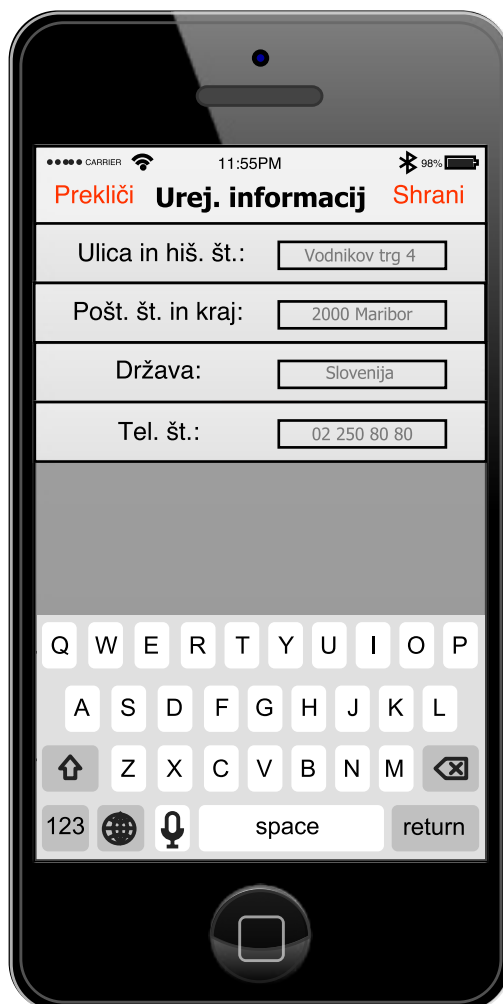 CARRIER 11:55PM 98%
Prekliči Urej. informacij Shrani
Ulica in hiš. št.: Vodnikov trg 4
Pošt. št. in kraj: 2000 Maribor
Država: Slovenija
Tel. št.: 02 250 80 80
Q W E R T Y U I O P
A S D F G H J K L
Z X C V B N M
123 space return